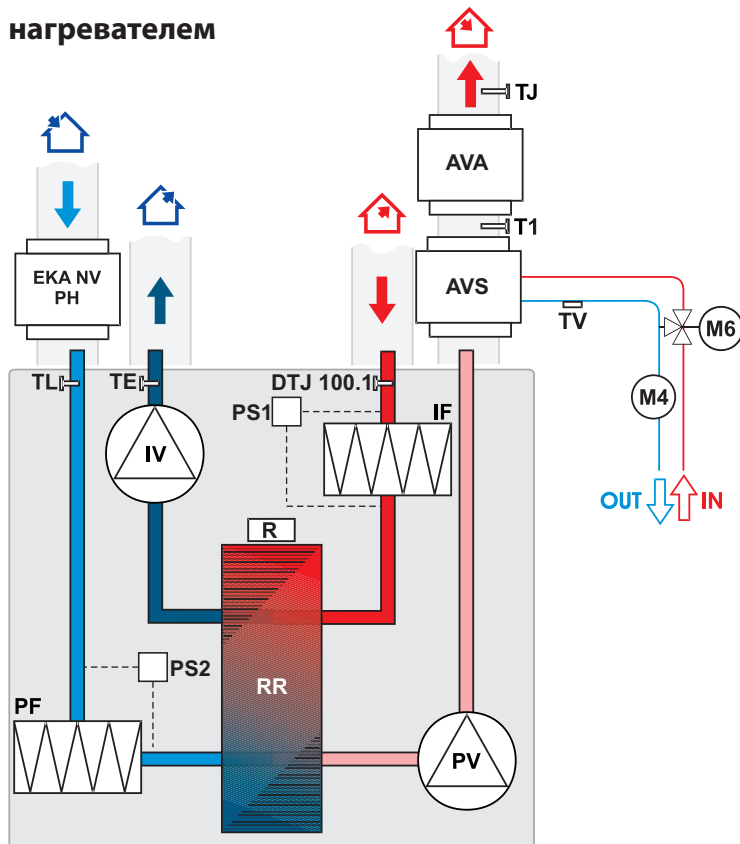 нагревателем
TJ
AVA
T1
EKA NV
PH
AVS
TV
M6
TL
TE
DTJ 100.1
PS1
IF
M4
IV
OUT
IN
R
PS2
RR
PF
PV